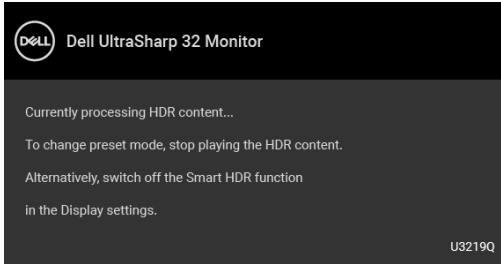 DELL Dell UltraSharp 32 Monitor
Currently processing HDR content...
To change preset mode, stop playing the HDR content.
Alternatively, switch off the Smart HDR function
in the Display settings.
U3219Q